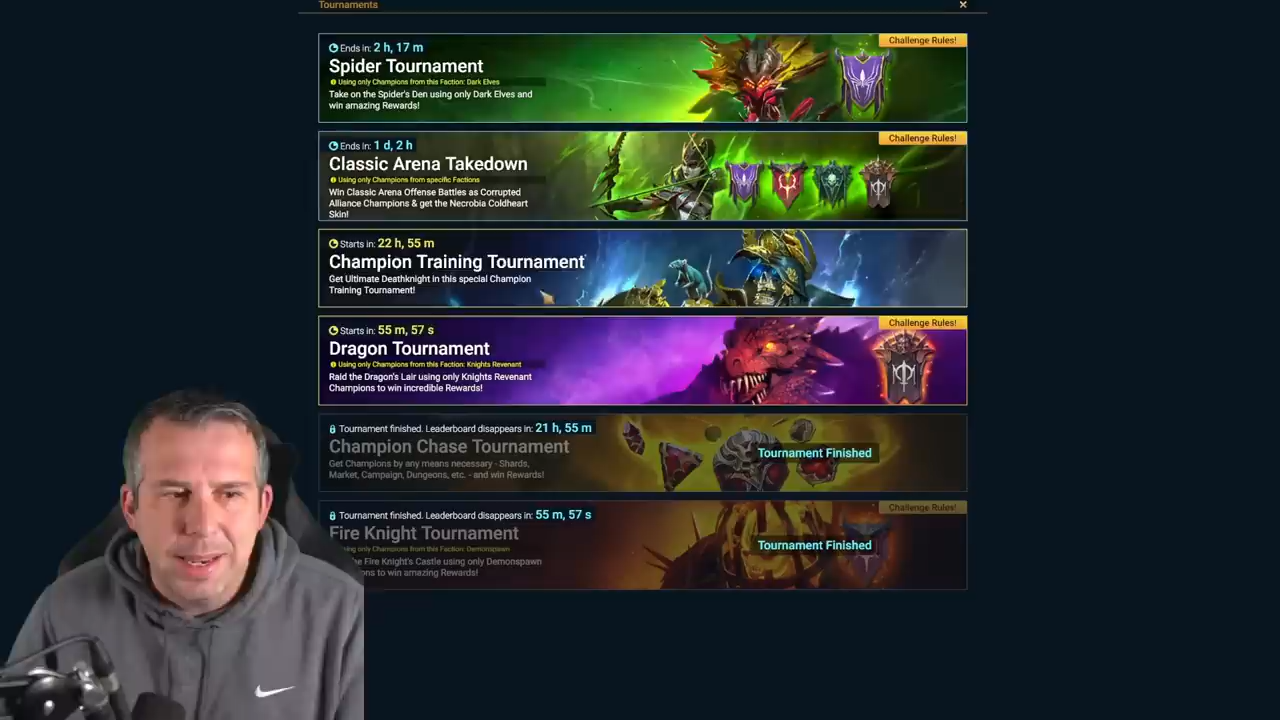 Tournaments
Ends in: 2 h, 17 m
Challenge Rules!
Spider Tournament
Using only Champions from this Faction: Dark Elves
Take on the Spider's Den using only Dark Elves and
win amazing Rewards!
Ends in: 1 d, 2 h
Challenge Rules!
Classic Arena Takedown
Using only Champions from specific Factions
Win Classic Arena Offense Battles as Corrupted
Alliance Champions & get the Necrobia Coldheart
Skin!
Starts in: 22 h, 55 m
Champion Training Tournament
Get Ultimate Deathknight in this special Champion
Training Tournament!
Starts in: 55 m, 57 s
Challenge Rules!
Dragon Tournament
Using only Champions from this Faction: Knights Revenant
Raid the Dragon's Lair using only Knights Revenant
Champions to win incredible Rewards!
Tournament finished. Leaderboard disappears in: 21 h, 55 m
Champion Chase Tournament
Tournament Finished
Get Champions by any means necessary - Shards,
Market, Campaign, Dungeons, etc. - and win Rewards!
Tournament finished. Leaderboard disappears in: 55 m, 57 s
Challenge Rules!
Fire Knight Tournament
Tournament Finished
using only Champions from this Faction: Demonspawn
Fire Knight's Castle using only Demonspawn
to win amazing Rewards!